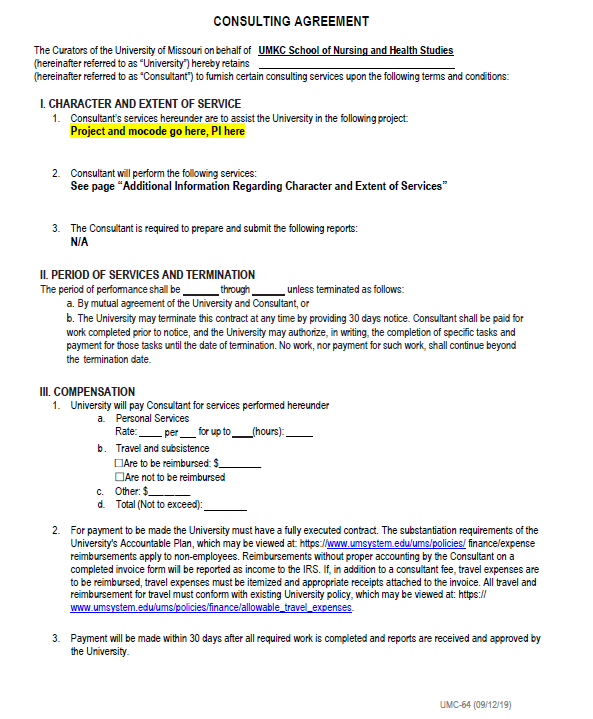 CONSULTING AGREEMENT
The Curators of the University of Missouri on behalf of UMKC School of Nursing and Health Studies
(hereinafter referred to as “University”) hereby retains ____________________
(hereinafter referred to as “Consultant”) to furnish certain consulting services upon the following terms and conditions:
I. CHARACTER AND EXTENT OF SERVICE
1. Consultant's services hereunder are to assist the University in the following project:
Project and mocode go here, PI here
2. Consultant will perform the following services:
See page “Additional Information Regarding Character and Extent of Services”
3. The Consultant is required to prepare and submit the following reports:
N/A
II. PERIOD OF SERVICES AND TERMINATION
The period of performance shall be _______ through ______ unless terminated as follows:
a. By mutual agreement of the University and Consultant, or
b. The University may terminate this contract at any time by providing 30 days notice. Consultant shall be paid for
work completed prior to notice, and the University may authorize, in writing, the completion of specific tasks and
payment for those tasks until the date of termination. No work, nor payment for such work, shall continue beyond
the termination date.
III. COMPENSATION
1. University will pay Consultant for services performed hereunder
a. Personal Services
Rate: ____ per ___ for up to ____(hours): _____
b. Travel and subsistence
☐Are to be reimbursed: $________
☐Are not to be reimbursed
c. Other: $________
d. Total (Not to exceed): ________
2. For payment to be made the University must have a fully executed contract. The substantiation requirements of the
University's Accountable Plan, which may be viewed at: https://www.umsystem.edu/ums/policies/ finance/expense
reimbursements apply to non-employees. Reimbursements without proper accounting by the Consultant on a
completed invoice form will be reported as income to the IRS. If, in addition to a consultant fee, travel expenses are
to be reimbursed, travel expenses must be itemized and appropriate receipts attached to the invoice. All travel and
reimbursement for travel must conform with existing University policy, which may be viewed at: https://
www.umsystem.edu/ums/policies/finance/allowable_travel_expenses.
3. Payment will be made within 30 days after all required work is completed and reports are received and approved by
the University.
UMC-64 (09/12/19)